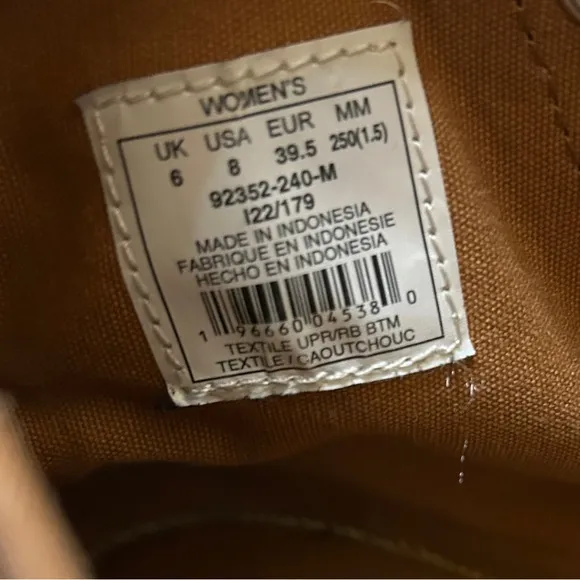 WOMEN'S
UK USA EUR MM
6 8 39.5 250(1.5)
92352-240-M
I22/179
MADE IN INDONESIA
FABRIQUE EN INDONESIE
HECHO EN INDONESIA
1 96660 04538 0
TEXTILE UPR/RB BTM
TEXTILE / CAOUTCHOUC